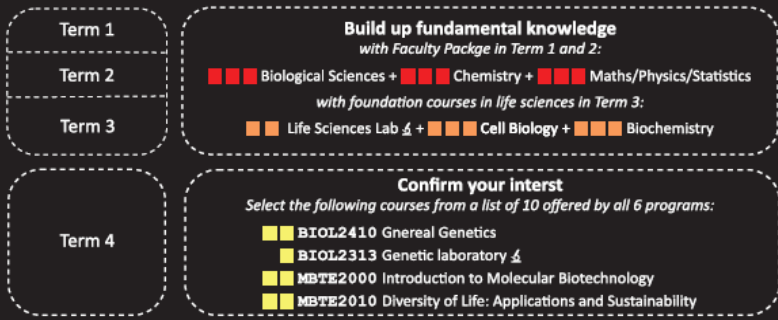 Term 1
Term 2
Term 3
Build up fundamental knowledge
with Faculty Packge in Term 1 and 2:
Biological Sciences + Chemistry + Maths/Physics/Statistics
with foundation courses in life sciences in Term 3:
Life Sciences Lab + Cell Biology + Biochemistry
Term 4
Confirm your interst
Select the following courses from a list of 10 offered by all 6 programs:
BIOL2410 Gnereal Genetics
BIOL2313 Genetic laboratory
MBTE2000 Introduction to Molecular Biotechnology
MBTE2010 Diversity of Life: Applications and Sustainability